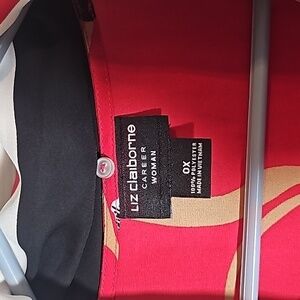 Liz claiborne
CAREER
WOMAN
0X
100% POLYESTER
MADE IN VIETNAM